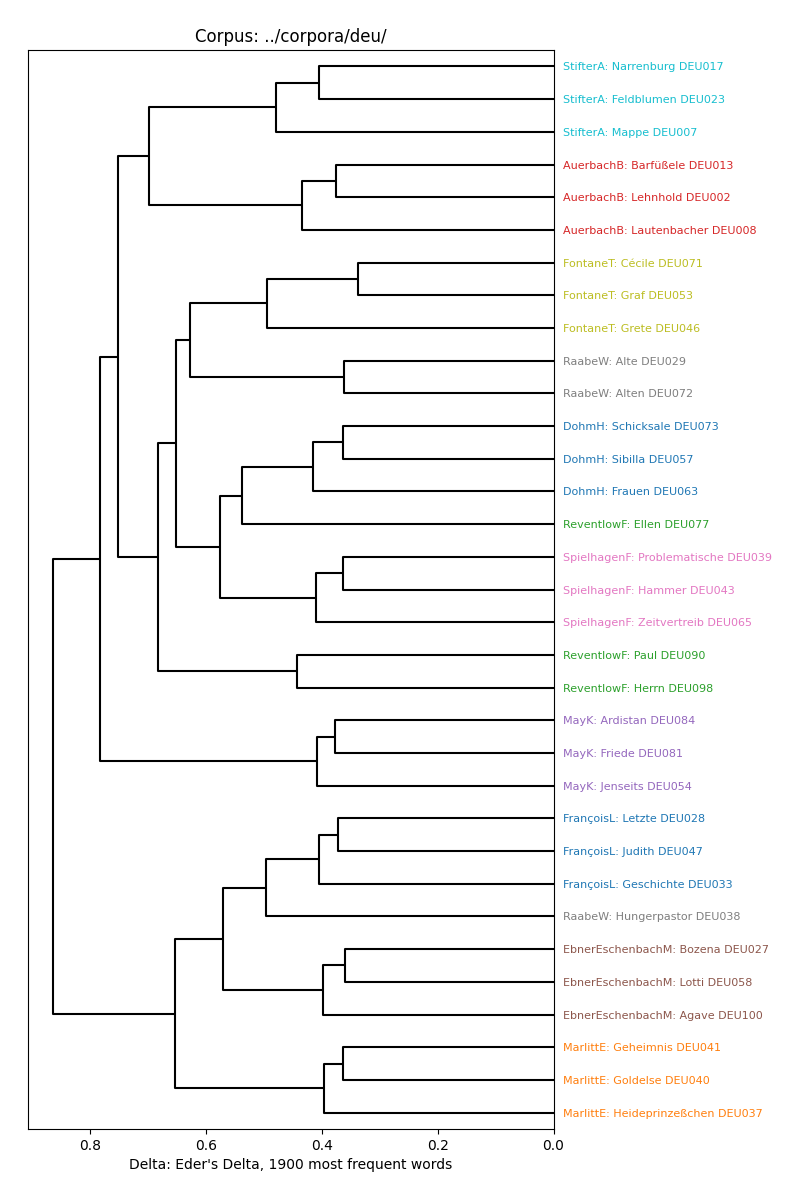 Corpus: ../corpora/deu/
StifterA: Narrenburg DEU017
StifterA: Feldblumen DEU023
StifterA: Mappe DEU007
AuerbachB: Barfüßele DEU013
AuerbachB: Lehnhold DEU002
AuerbachB: Lautenbacher DEU008
FontaneT: Cécile DEU071
FontaneT: Graf DEU053
FontaneT: Grete DEU046
RaabeW: Alte DEU029
RaabeW: Alten DEU072
DohmH: Schicksale DEU073
DohmH: Sibilla DEU057
DohmH: Frauen DEU063
ReventlowF: Ellen DEU077
SpielhagenF: Problematische DEU039
SpielhagenF: Hammer DEU043
SpielhagenF: Zeitvertreib DEU065
ReventlowF: Paul DEU090
ReventlowF: Herrn DEU098
MayK: Ardistan DEU084
MayK: Friede DEU081
MayK: Jenseits DEU054
FrançoisL: Letzte DEU028
FrançoisL: Judith DEU047
FrançoisL: Geschichte DEU033
RaabeW: Hungerpastor DEU038
EbnerEschenbachM: Bozena DEU027
EbnerEschenbachM: Lotti DEU058
EbnerEschenbachM: Agave DEU100
MarlittE: Geheimnis DEU041
MarlittE: Goldelse DEU040
MarlittE: Heideprinzeßchen DEU037
0.8 0.6 0.4 0.2 0.0
Delta: Eder's Delta, 1900 most frequent words